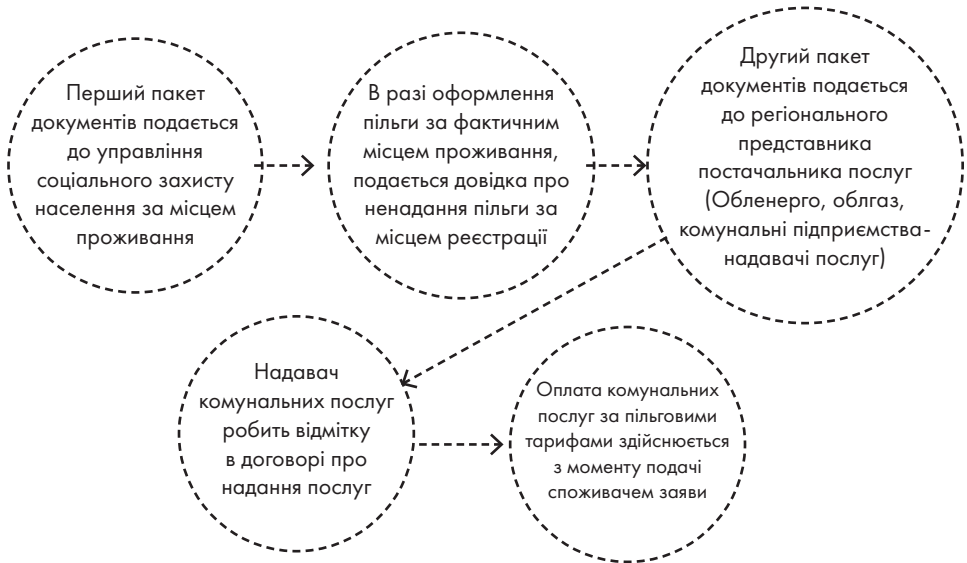 Перший пакет
документів подається
до управління
соціального захисту
населення за місцем
проживання
В разі оформлення
пільги за фактичним
місцем проживання,
подається довідка про
ненадання пільги за
місцем реєстрації
Другий пакет
документів подається
до регіонального
представника
постачальника послуг
(Обленерго, облгаз,
комунальні підприємства-
надавачі послуг)
Надавач
комунальних послуг
робить відмітку
в договорі про
надання послуг
Оплата комунальних
послуг за пільговими
тарифами здійснюється
з моменту подачі
споживачем заяви